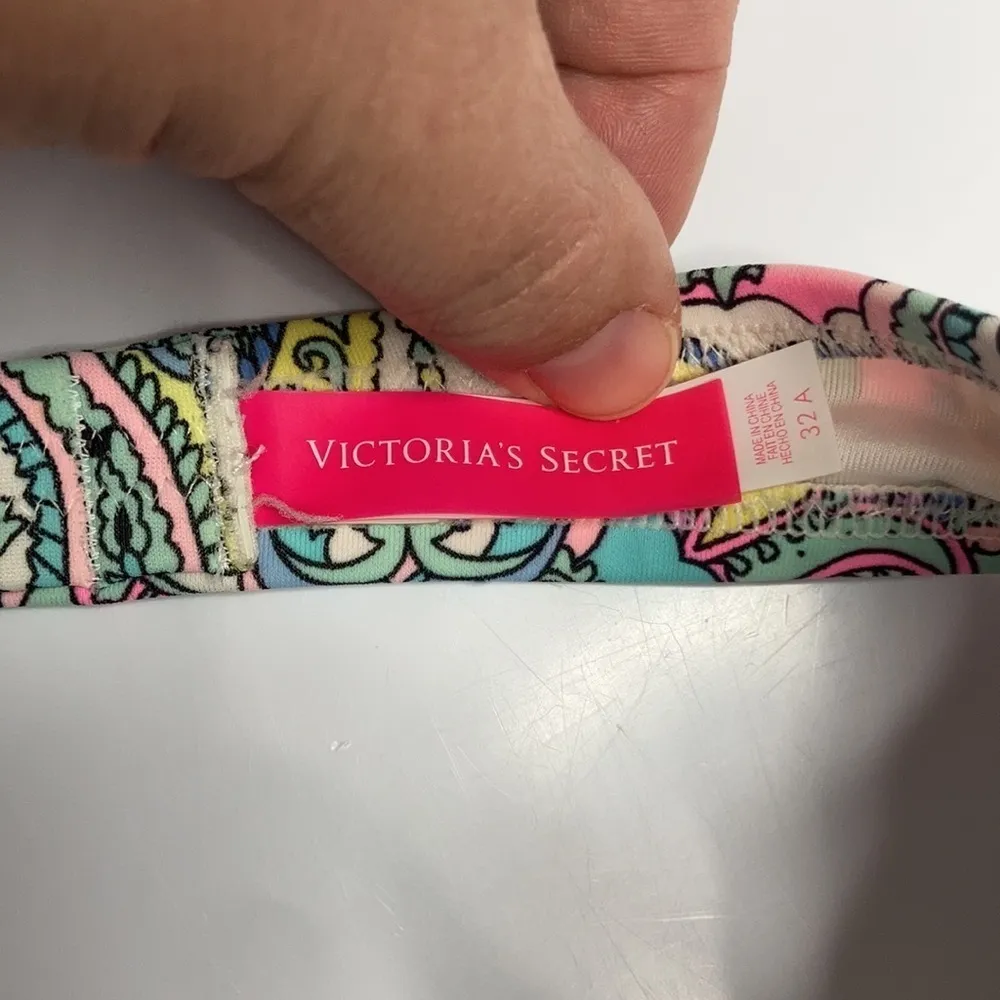 VICTORIA'S SECRET
MADE IN CHINA
FAIT EN CHINE
HECHO EN CHINA
32 A